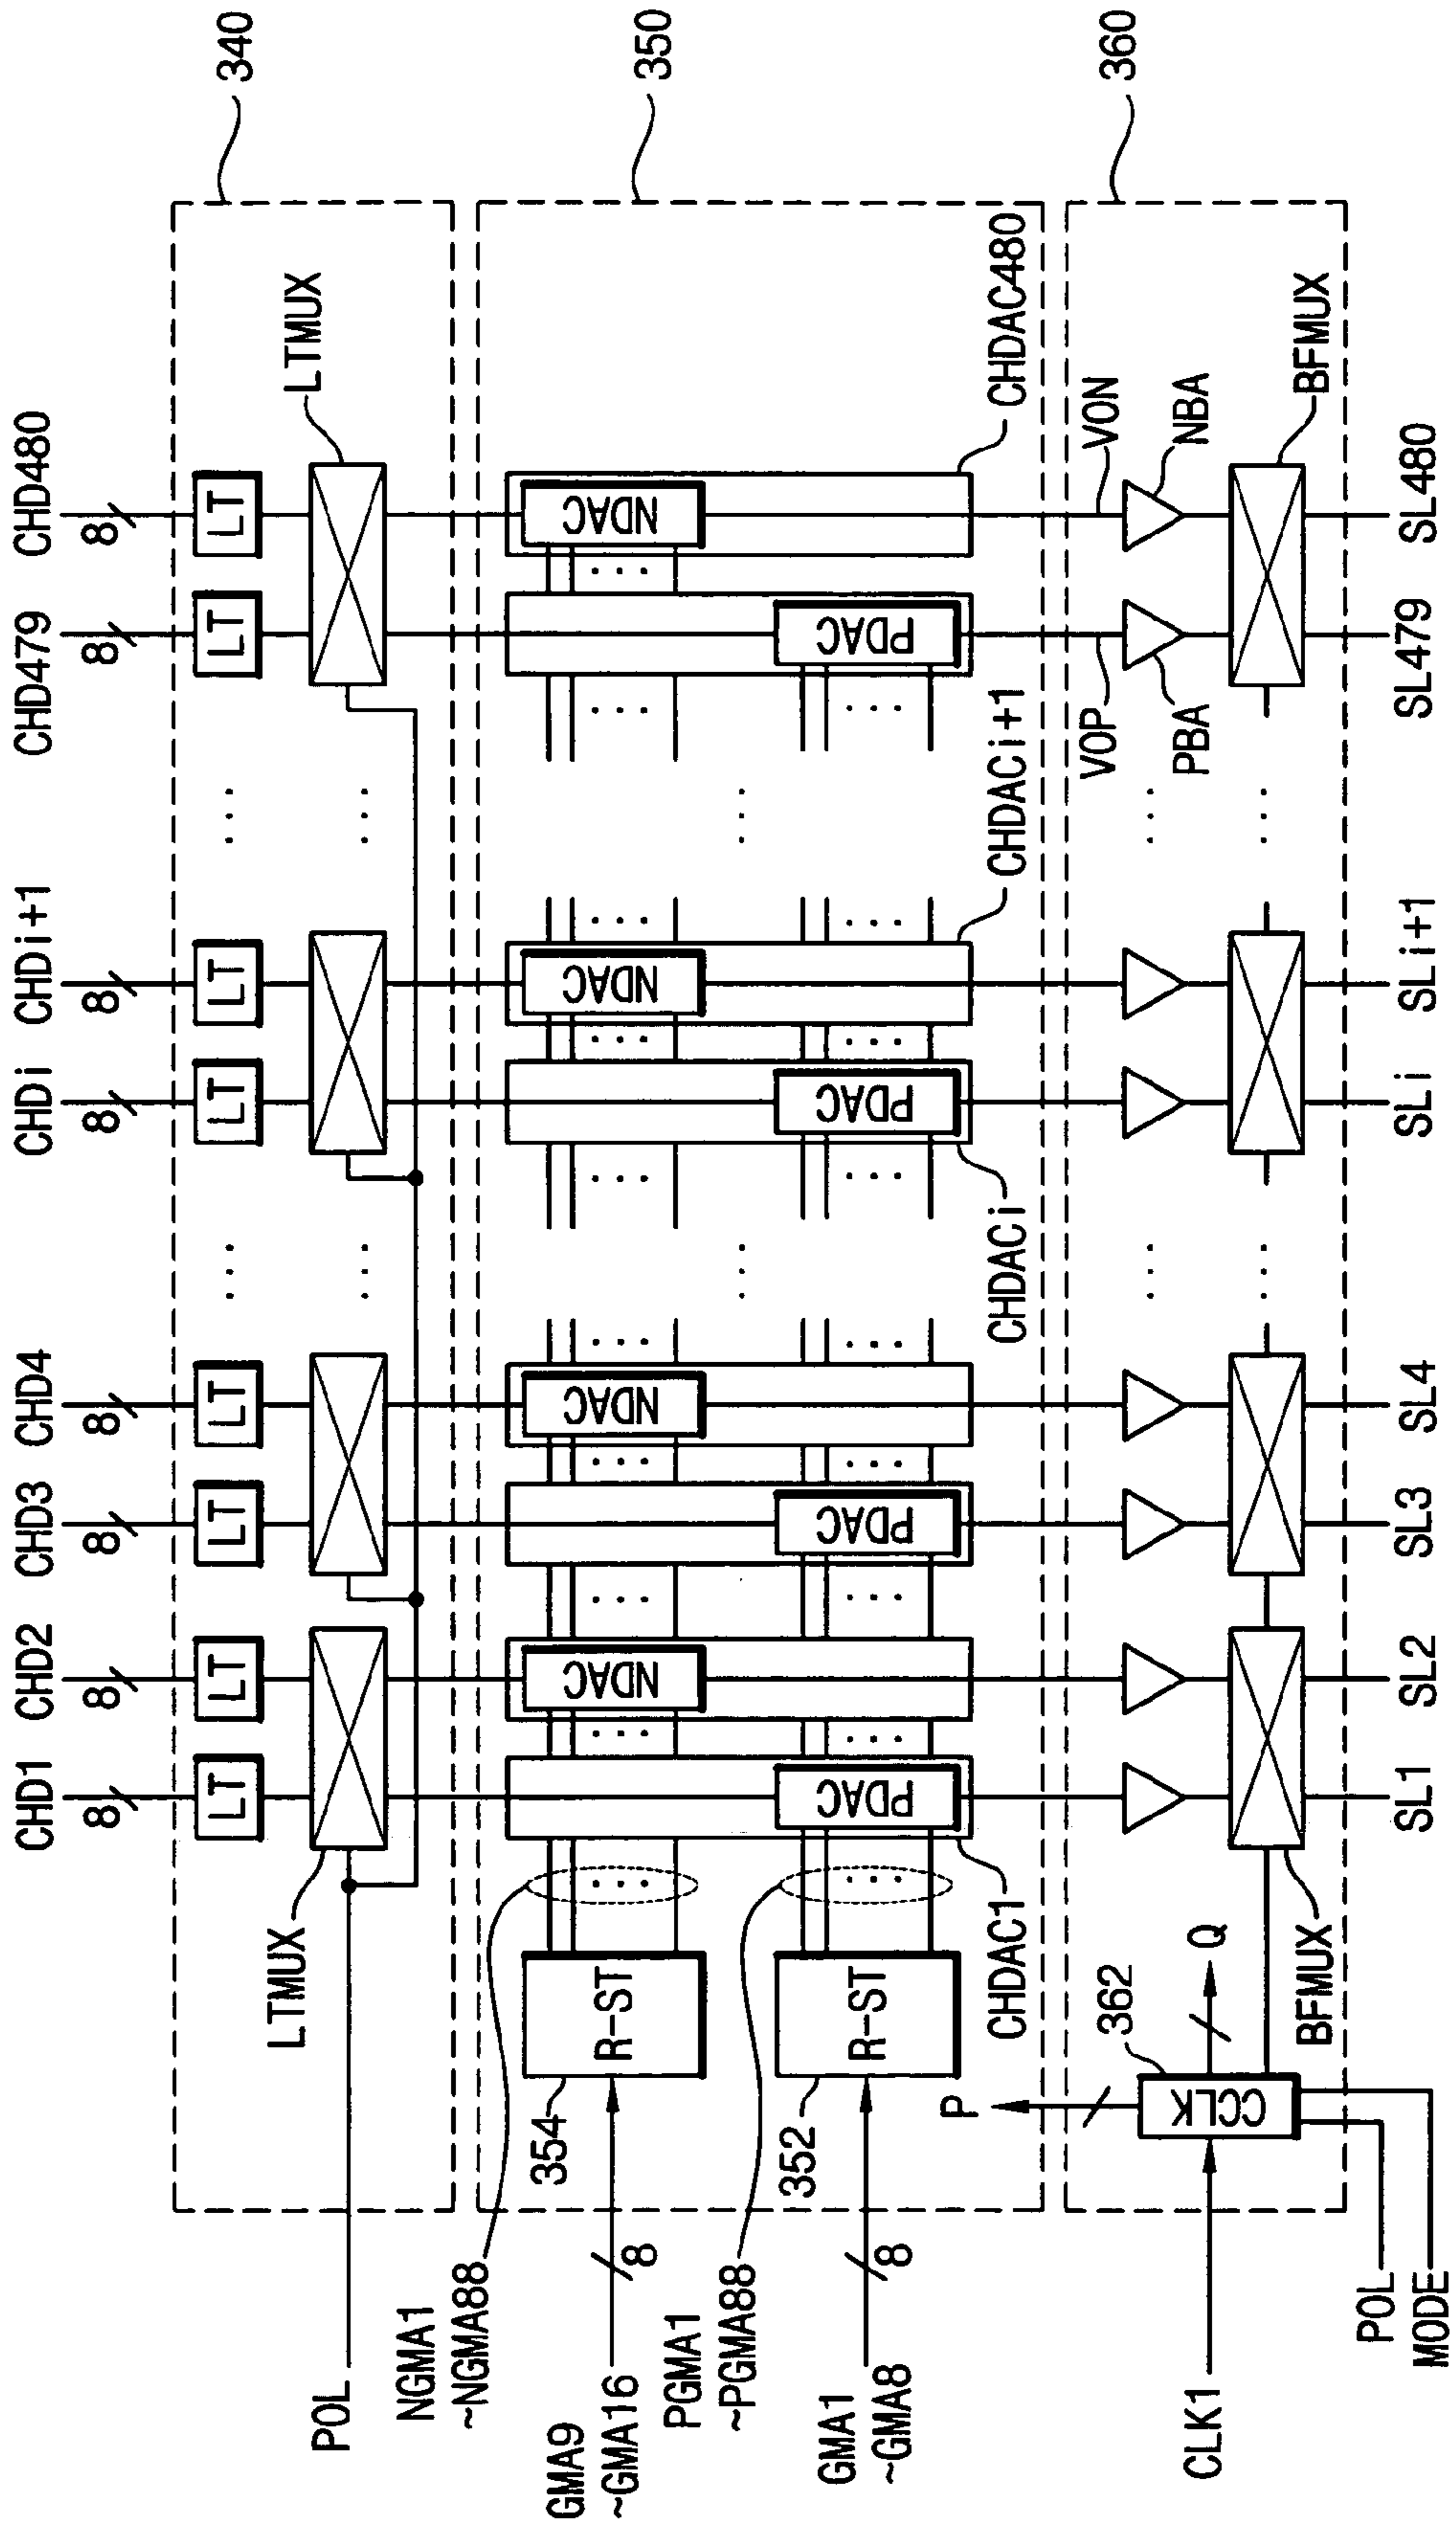 CHD1
CHD2
CHD3
CHD4
CHDi
CHDi+1
CHD479
CHD480
8
8
8
8
8
8
8
8
LT
LT
LT
LT
LT
LT
LT
LT
340
LTMUX
LTMUX
POL
350
NGMA1
~NGMA88
NDAC
NDAC
NDAC
NDAC
GMA9
~GMA16
8
354
R-ST
PGMA1
~PGMA88
PDAC
PDAC
PDAC
PDAC
GMA1
~GMA8
8
352
R-ST
CHDAC1
CHDACi
CHDACi+1
CHDAC480
360
P
362
Q
VOP
VON
PBA
NBA
CLK1
CCLK
BFMUX
BFMUX
POL
MODE
SL1
SL2
SL3
SL4
SLi
SLi+1
SL479
SL480